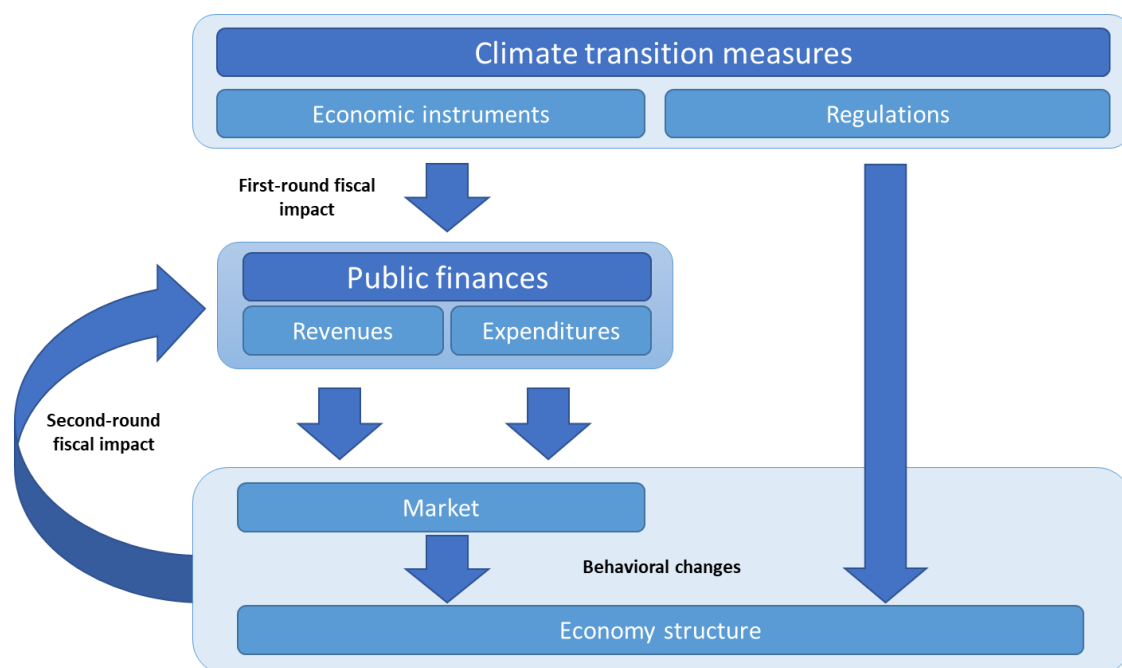 Climate transition measures
Economic instruments
Regulations
First-round fiscal
impact
Public finances
Revenues
Expenditures
Second-round
fiscal impact
Market
Behavioral changes
Economy structure